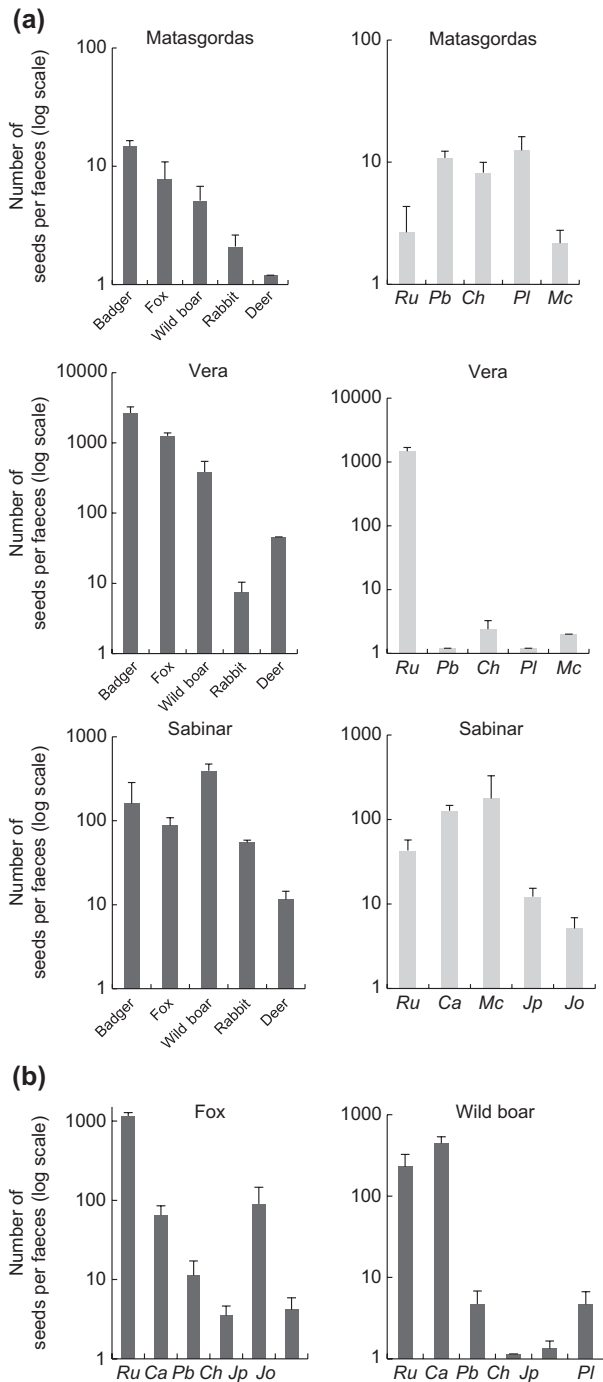 (a)
Matasgordas
Number of
seeds per faeces (log scale)
100
10
1
Badger
Fox
Wild boar
Rabbit
Deer
Matasgordas
100
10
1
Ru Pb Ch Pl Mc
Vera
Number of
seeds per faeces (log scale)
10000
1000
100
10
1
Badger
Fox
Wild boar
Rabbit
Deer
Vera
10000
1000
100
10
1
Ru Pb Ch Pl Mc
Sabinar
Number of
seeds per faeces (log scale)
1000
100
10
1
Badger
Fox
Wild boar
Rabbit
Deer
Sabinar
1000
100
10
1
Ru Ca Mc Jp Jo
(b)
Fox
Number of
seeds per faeces (log scale)
1000
100
10
1
Ru Ca Pb Ch Jp Jo
Wild boar
1000
100
10
1
Ru Ca Pb Ch Jp Pl